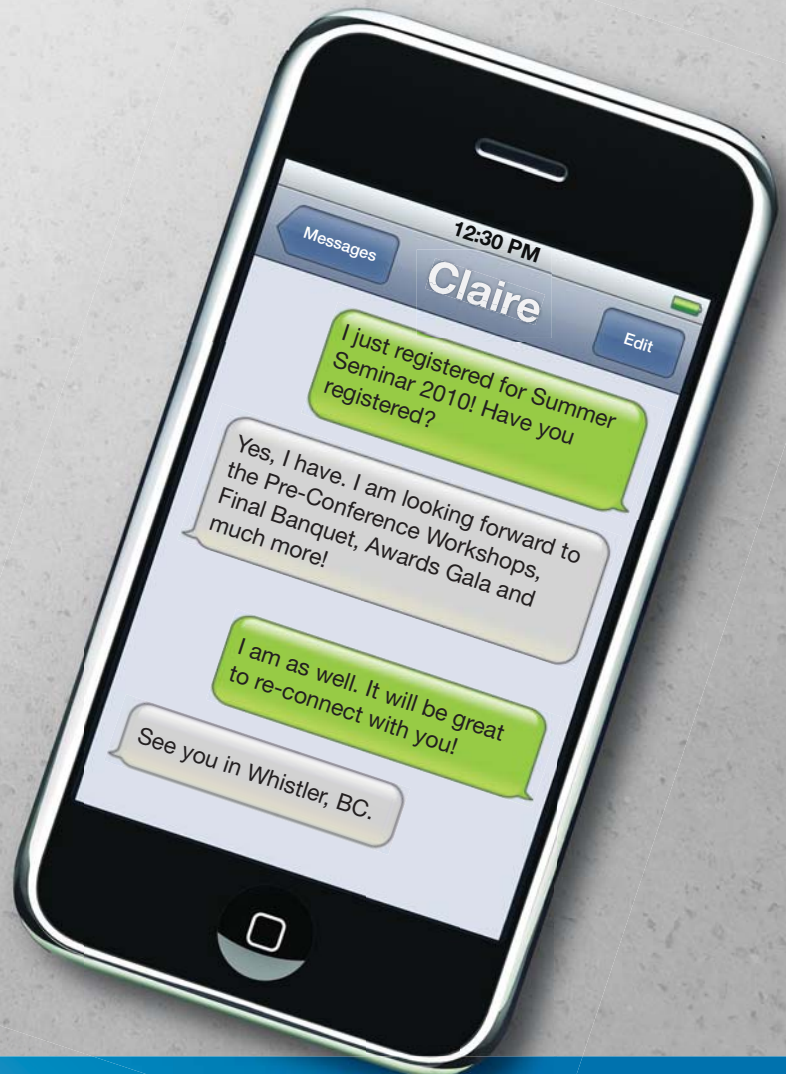 12:30 PM
Messages
Claire
Edit
I just registered for Summer
Seminar 2010! Have you
registered?
Yes, I have. I am looking forward to
the Pre-Conference Workshops,
Final Banquet, Awards Gala and
much more!
I am as well. It will be great
to re-connect with you!
See you in Whistler, BC.